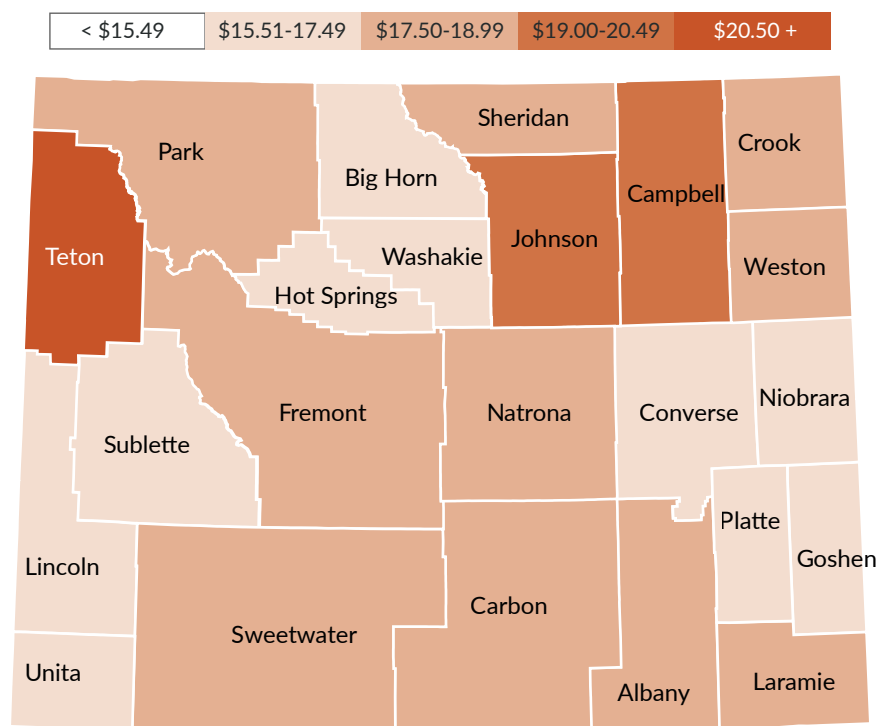 < $15.49 $15.51-17.49 $17.50-18.99 $19.00-20.49 $20.50 +
Sheridan
Crook
Park
Big Horn
Campbell
Johnson
Teton
Washakie
Weston
Hot Springs
Niobrara
Fremont
Natrona
Converse
Sublette
Platte
Goshen
Lincoln
Carbon
Sweetwater
Unita
Laramie
Albany